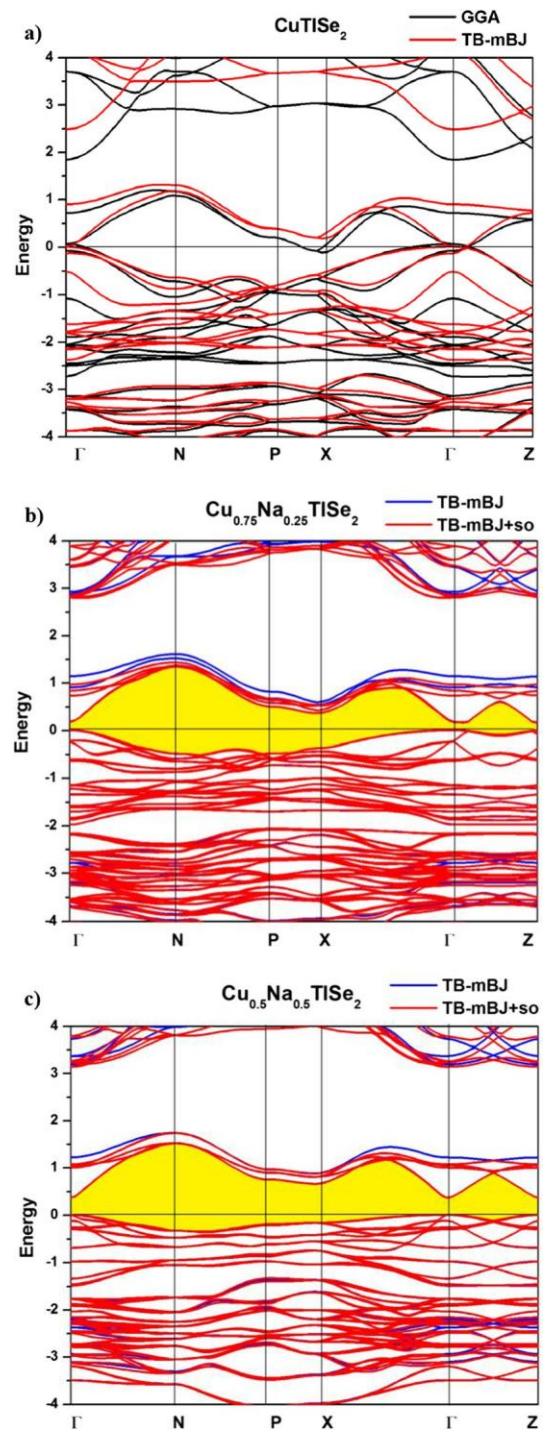 a) CuTlSe2 GGA
TB-mBJ
4
3
2
1
0
-1
-2
-3
-4
Energy
Γ N P X Γ Z
b) Cu0.75Na0.25TlSe2 TB-mBJ
TB-mBJ+so
4
3
2
1
0
-1
-2
-3
-4
Energy
Γ N P X Γ Z
c) Cu0.5Na0.5TlSe2 TB-mBJ
TB-mBJ+so
4
3
2
1
0
-1
-2
-3
-4
Energy
Γ N P X Γ Z